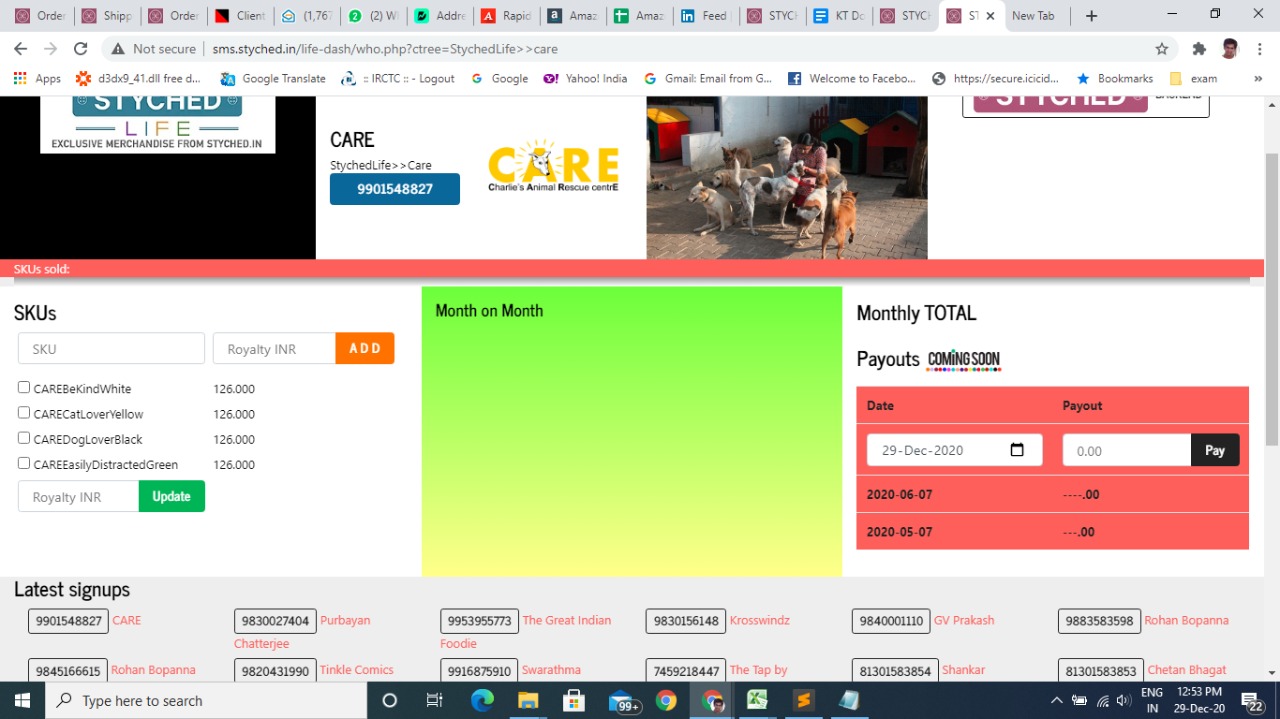 Order
Shipp
Order
Client
(1,767
(2) W
Addre
Rapid
Amaz
Amaz
Feed |
STYCH
KT Do
STYCH
ST
New Tab
Not secure | sms.styched.in/life-dash/who.php?ctree=StychedLife>>care
Apps
d3dx9_41.dll free d...
Google Translate
:: IRCTC :: - Logout
Google
Yahoo! India
Gmail: Email from G...
Welcome to Facebo...
https://secure.icicid...
Bookmarks
exam
»
STYCHED
LIFE
EXCLUSIVE MERCHANDISE FROM STYCHED.IN
CARE
StychedLife>>Care
9901548827
CARE
Charlie's Animal Rescue centrE
STYCHED
SKUs sold:
SKUs
SKU
Royalty INR
ADD
CAREBeKindWhite 126.000
CARECatLoverYellow 126.000
CAREDogLoverBlack 126.000
CAREEasilyDistractedGreen 126.000
Royalty INR
Update
Month on Month
Monthly TOTAL
Payouts COMiNG SOON
Date Payout
29-Dec-2020 0.00 Pay
2020-06-07 ----.00
2020-05-07 ---.00
Latest signups
9901548827 CARE
9830027404 Purbayan
Chatterjee
9953955773 The Great Indian
Foodie
9830156148 Krosswindz
9840001110 GV Prakash
9883583598 Rohan Bopanna
9845166615 Rohan Bopanna
9820431990 Tinkle Comics
9916875910 Swarathma
7459218447 The Tap by
81301583854 Shankar
81301583853 Chetan Bhagat
Type here to search
99+
ENG
IN
12:53 PM
29-Dec-20
22